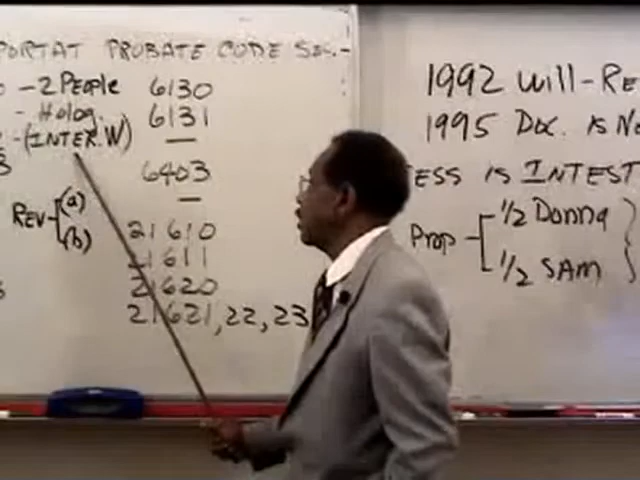 PORTAT PROBATE CODE SEC.-
- 2 People 6130
- Holog. 6131
- (INTER.W) —
6403
—
Rev (a)
(b)
21610
21611
21620
21621, 22, 23
1992 Will - RE
1995 Doc. is No
ESS IS INTEST
Prop 1/2 Donna
1/2 SAM